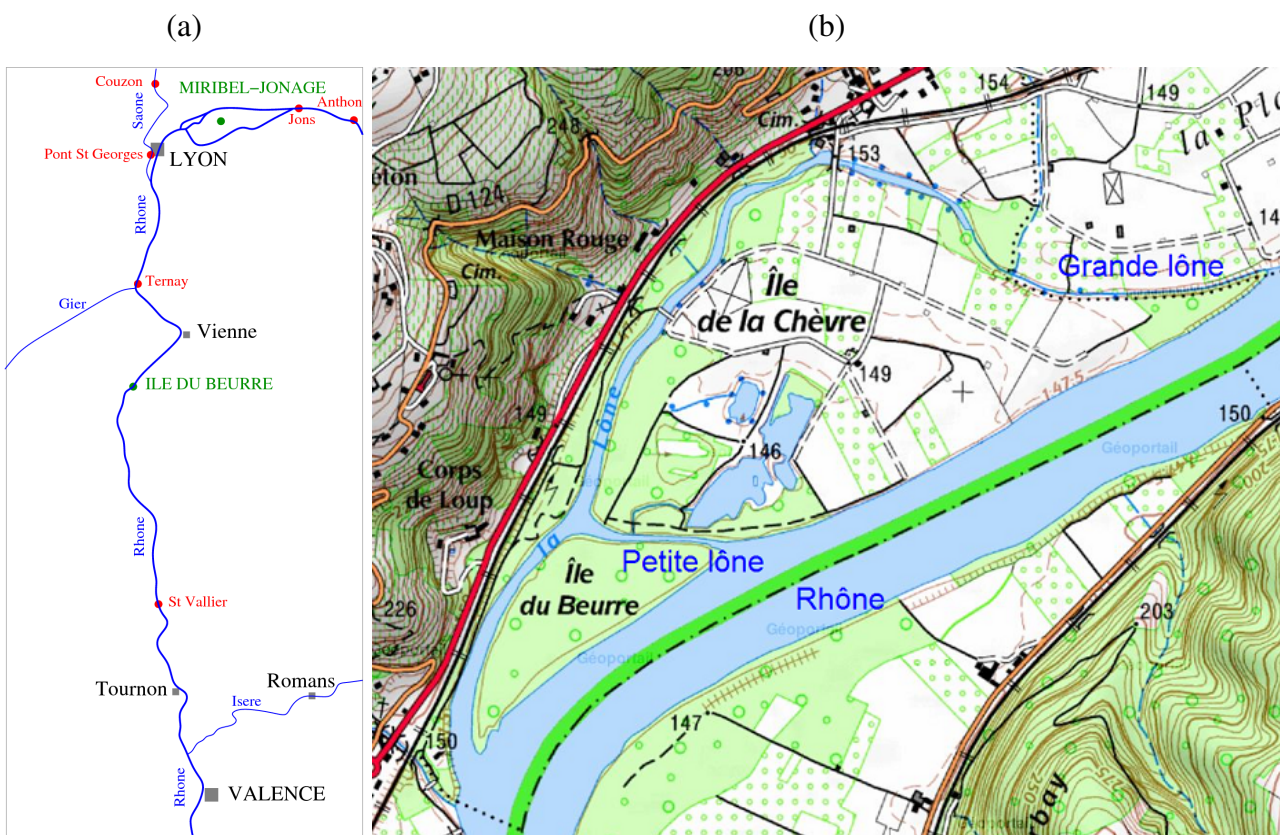 (a)
(b)
Couzon
Saone
MIRIBEL–JONAGE
Anthon
Jons
Pont St Georges
LYON
Rhone
Ternay
Gier
Vienne
ILE DU BEURRE
Rhone
St Vallier
Tournon
Romans
Isere
Rhone
VALENCE
154
149
Cim.
248
153
la Plo
D 124
Maison Rouge
Cim.
Grande lône
Île
de la Chèvre
149
147.5
149
150
Lône
146
Géoportail
Corps
de Loup
la
Petite lône
Île
du Beurre
Rhône
Géoportail
Géoportail
226
203
147
150
250
275
bay